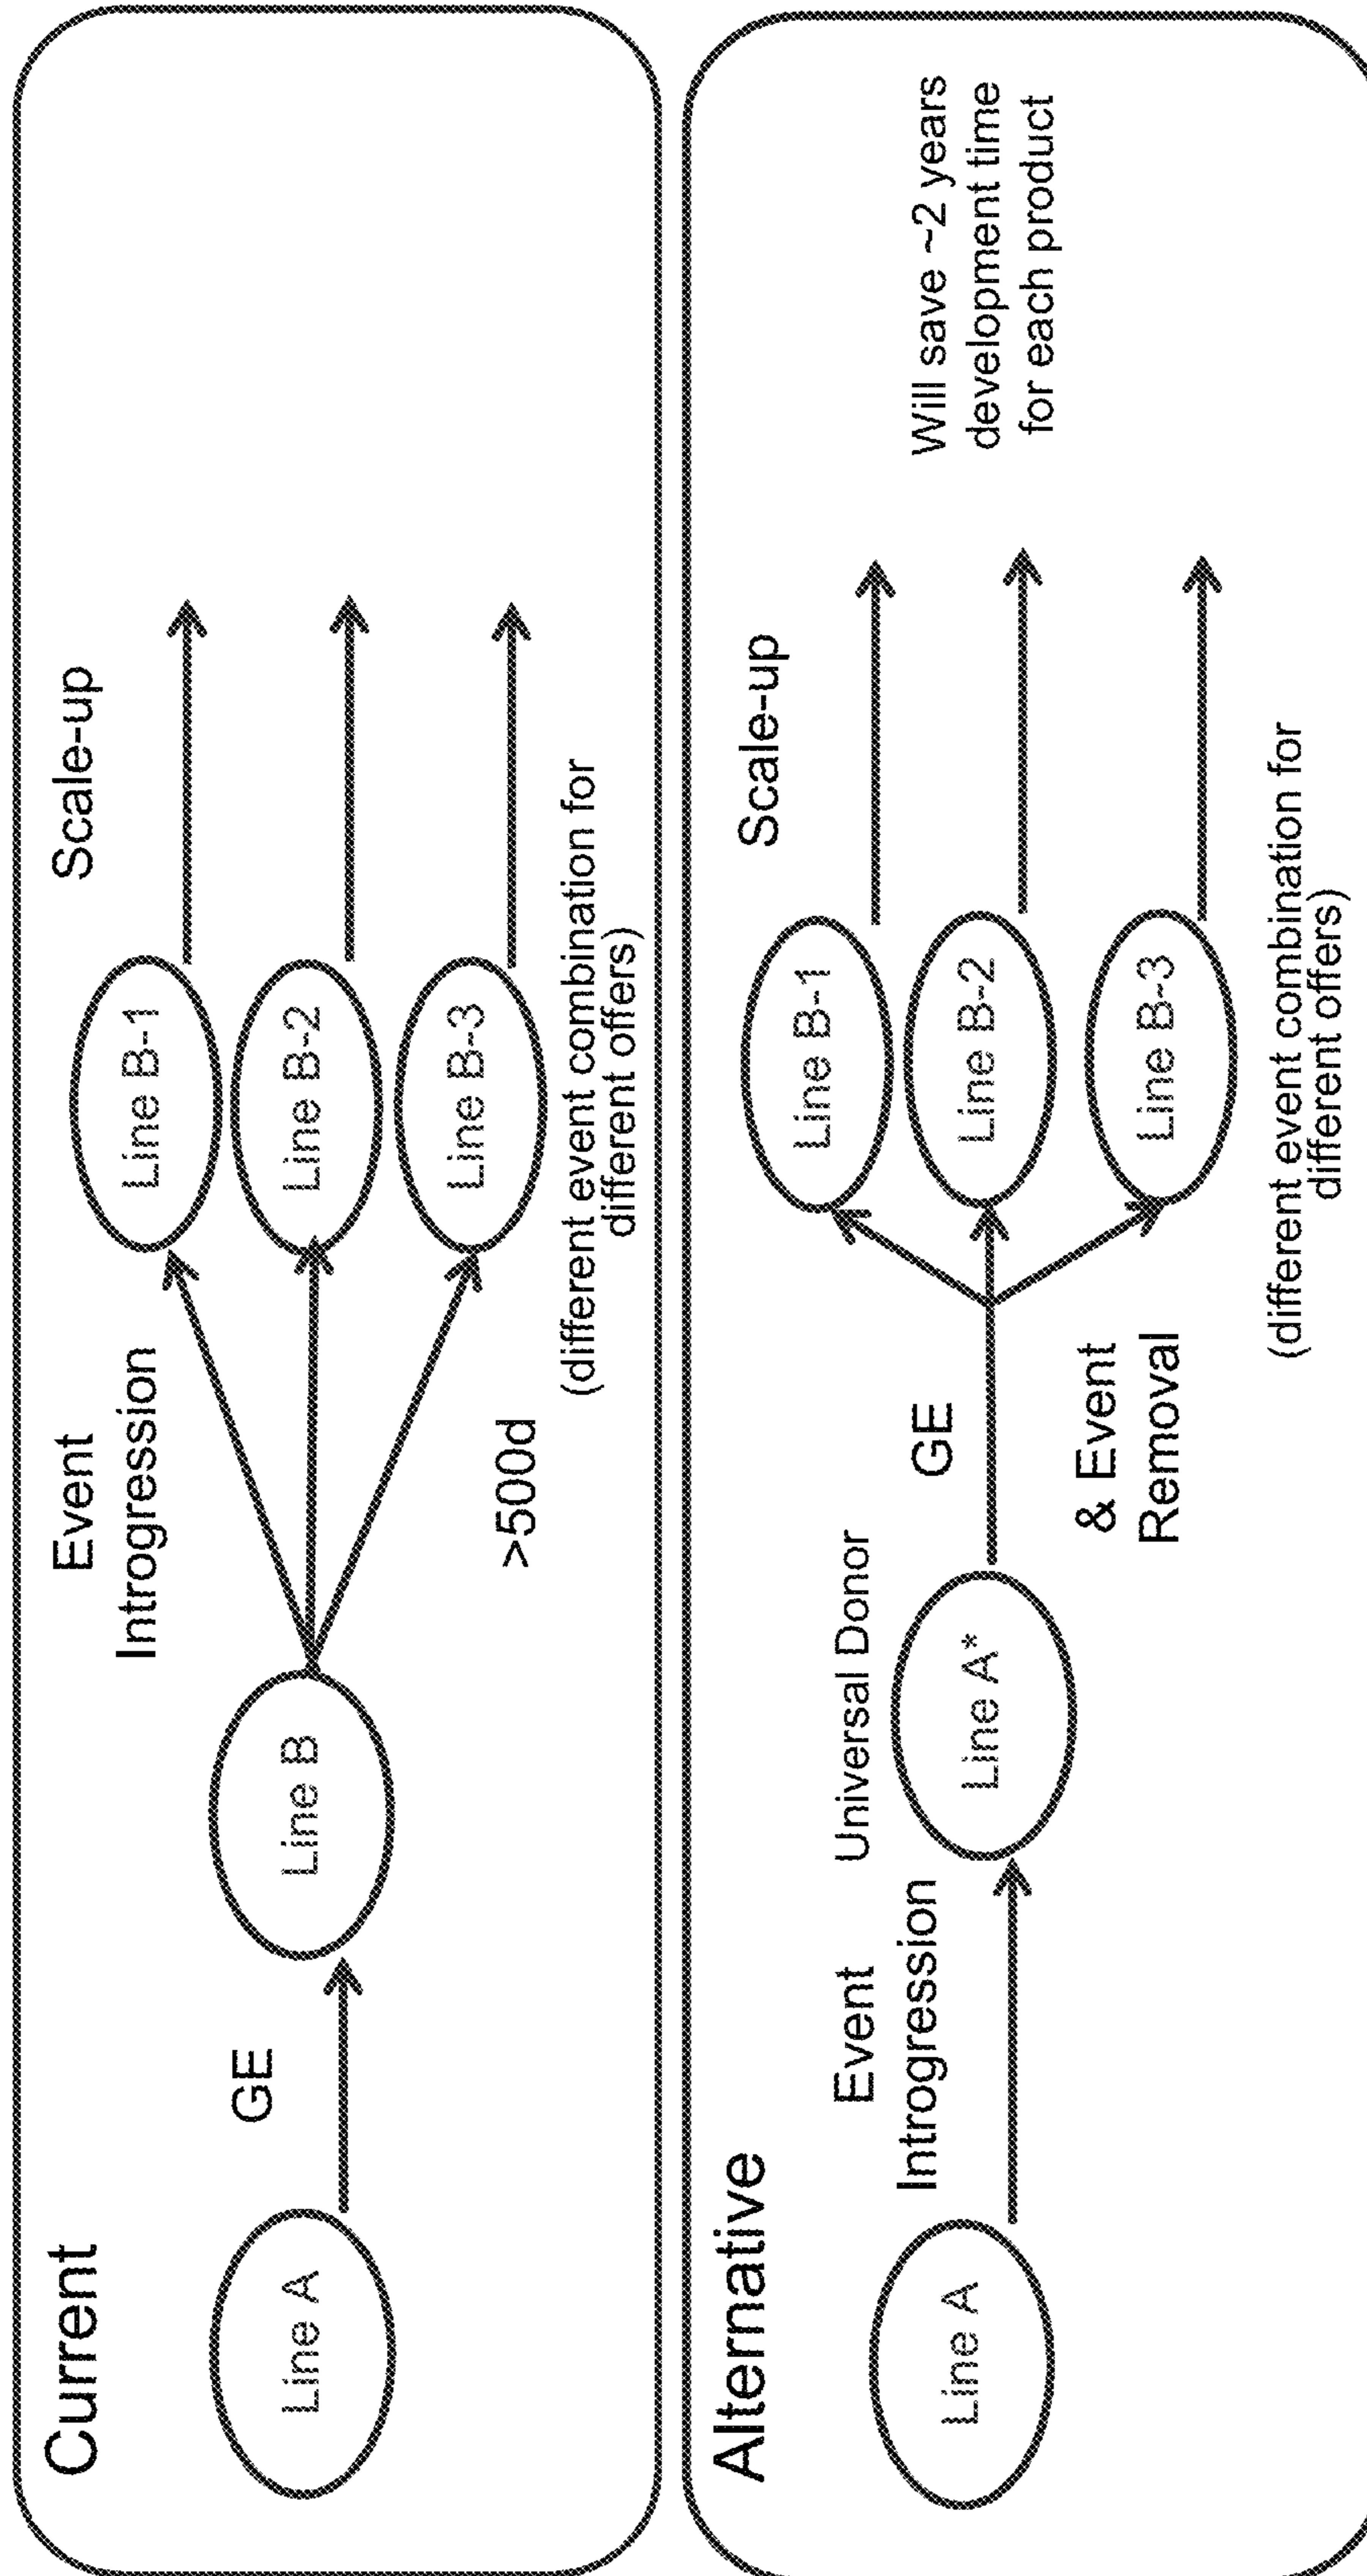 Current
Line A
GE
Line B
Event
Introgression
>500d
Line B-1
Line B-2
Line B-3
(different event combination for
different offers)
Scale-up
Alternative
Line A
Event
Introgression
Universal Donor
Line A*
GE
& Event
Removal
Line B-1
Line B-2
Line B-3
(different event combination for
different offers)
Scale-up
Will save ~2 years
development time
for each product